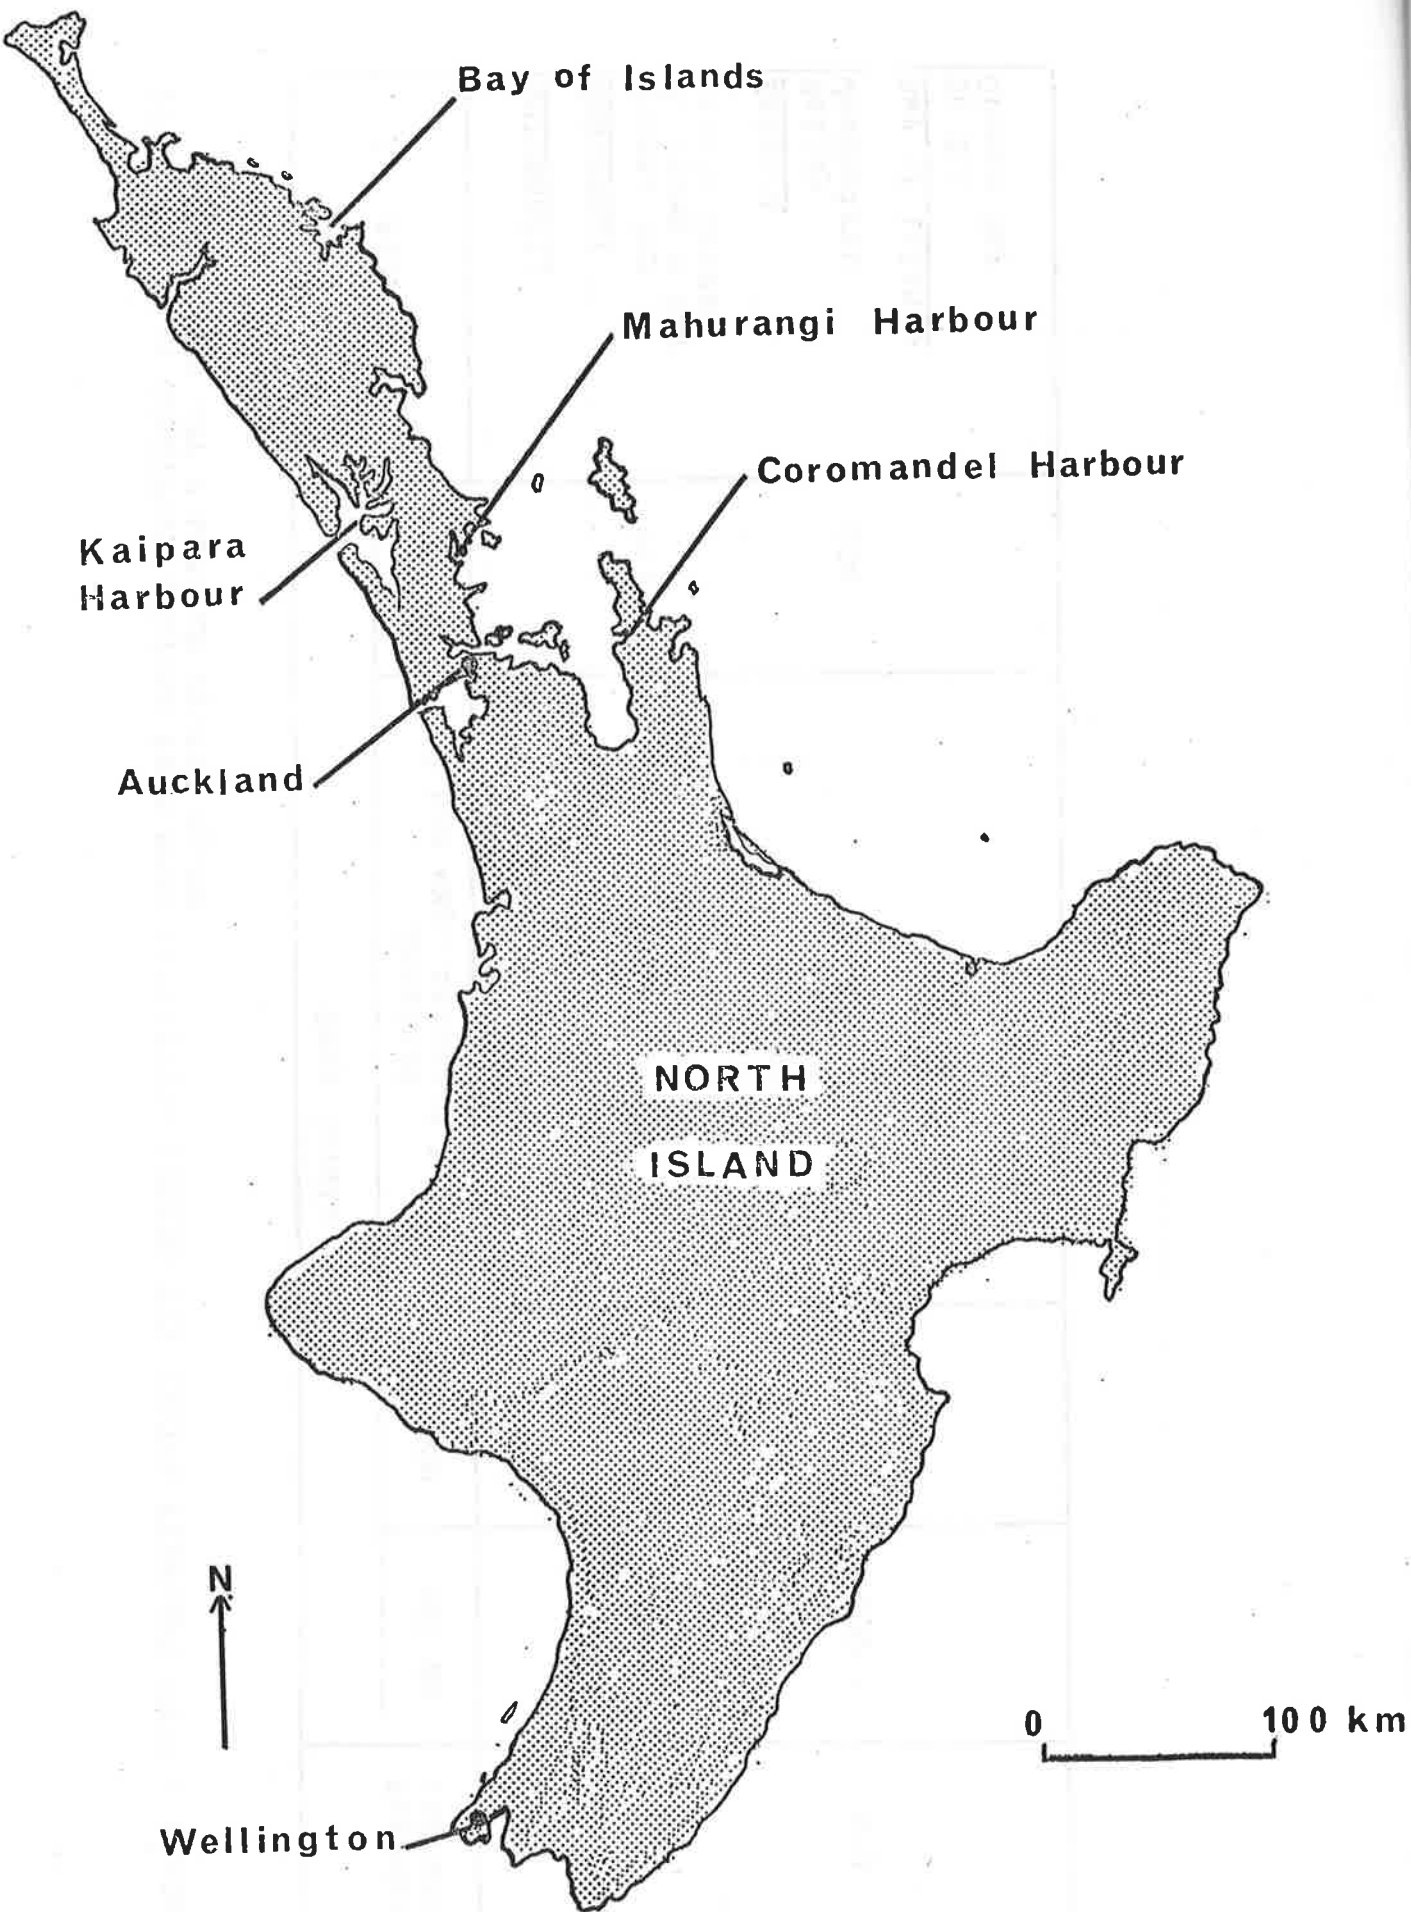 Bay of Islands
Mahurangi Harbour
Coromandel Harbour
Kaipara
Harbour
Auckland
NORTH
ISLAND
N
0 100 km
Wellington